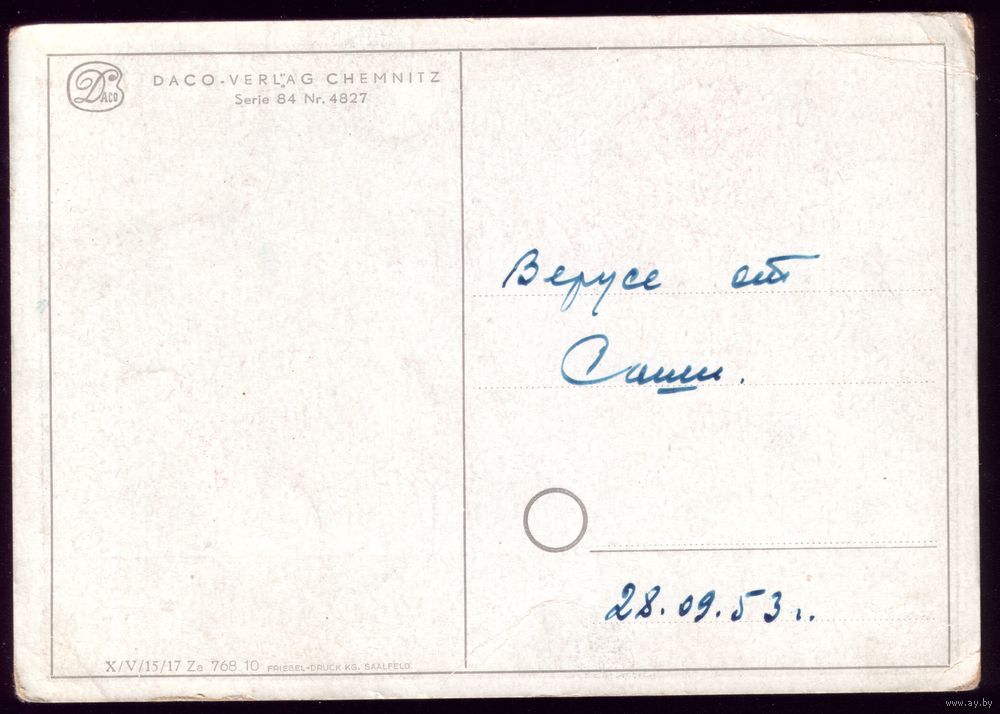 DACO
DACO-VERLAG CHEMNITZ
Serie 84 Nr. 4827
Верусе от
Саши.
28.09.53 г.
X/V/15/17 Za 768 10 FRIEBEL-DRUCK KG. SAALFELD
www.ay.by